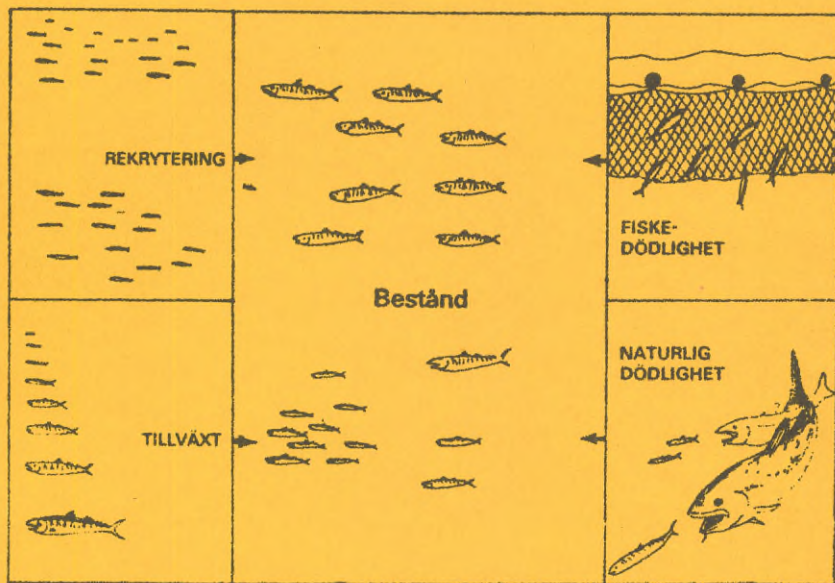 REKRYTERING
TILLVÄXT
Bestånd
FISKE-
DÖDLIGHET
NATURLIG
DÖDLIGHET